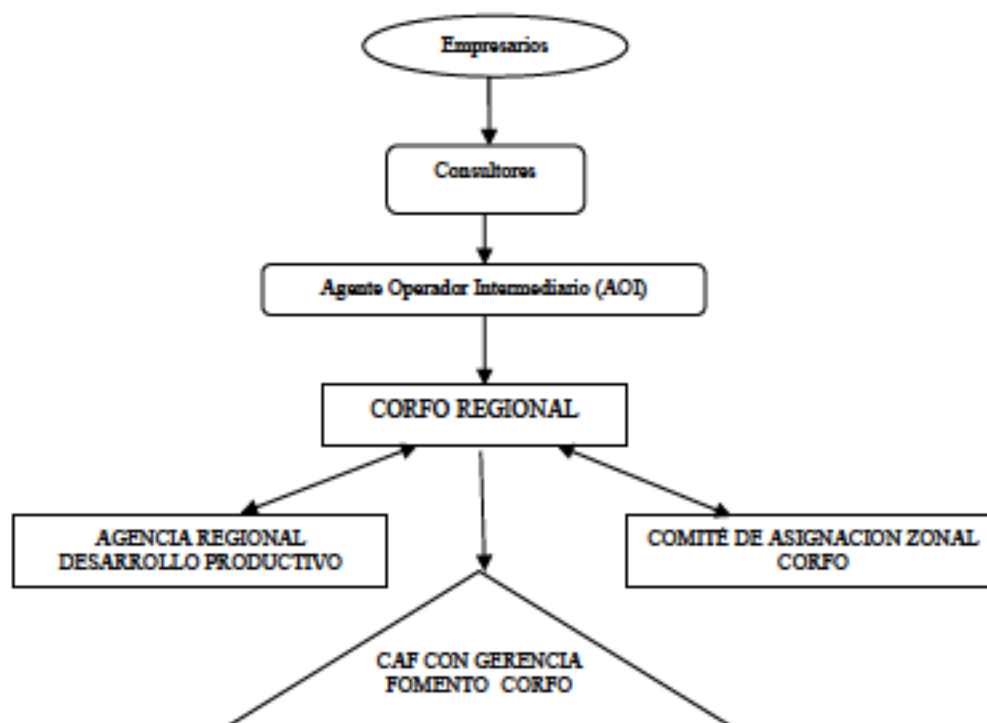 Empresarios
Consultores
Agente Operador Intermediario (AOI)
CORFO REGIONAL
AGENCIA REGIONAL
DESARROLLO PRODUCTIVO
COMITÉ DE ASIGNACION ZONAL
CORFO
CAF CON GERENCIA
FOMENTO CORFO